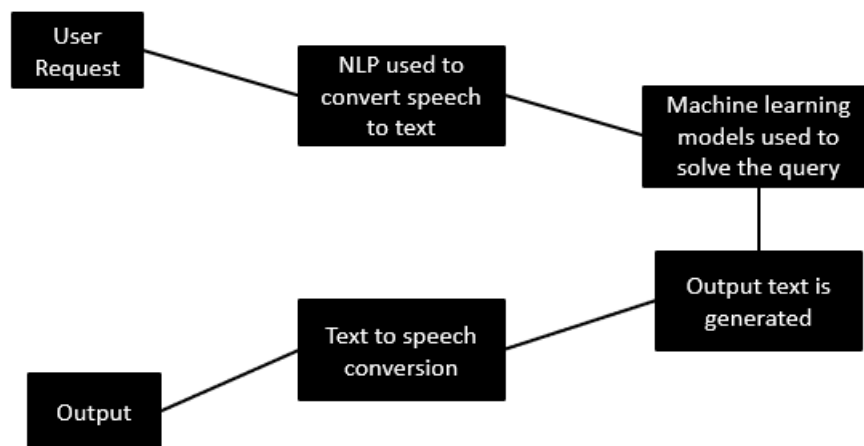 User
Request
NLP used to
convert speech
to text
Machine learning
models used to
solve the query
Output text is
generated
Text to speech
conversion
Output